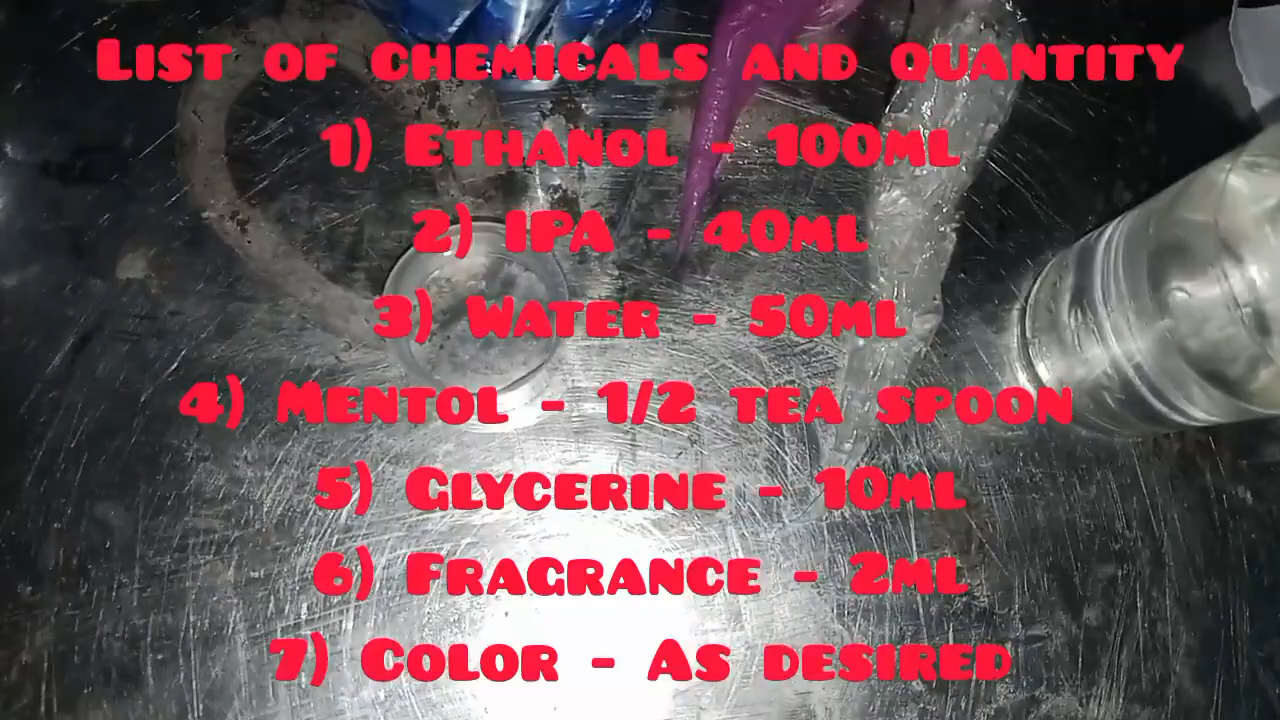 List of chemicals and quantity
1) Ethanol - 100ml
2) IPA - 40ml
3) Water - 50ml
4) Mentol - 1/2 tea spoon
5) Glycerine - 10ml
6) Fragrance - 2ml
7) Color - As desired